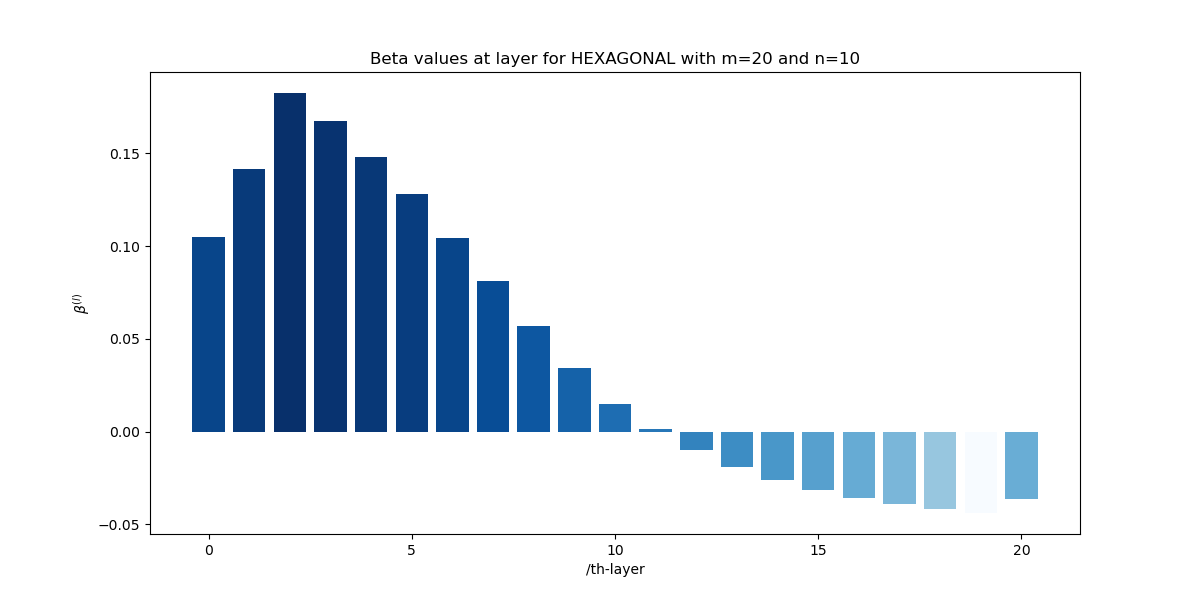 Beta values at layer for HEXAGONAL with m=20 and n=10
0.15
0.10
0.05
0.00
−0.05
β^(l)
0 5 10 15 20
/th-layer